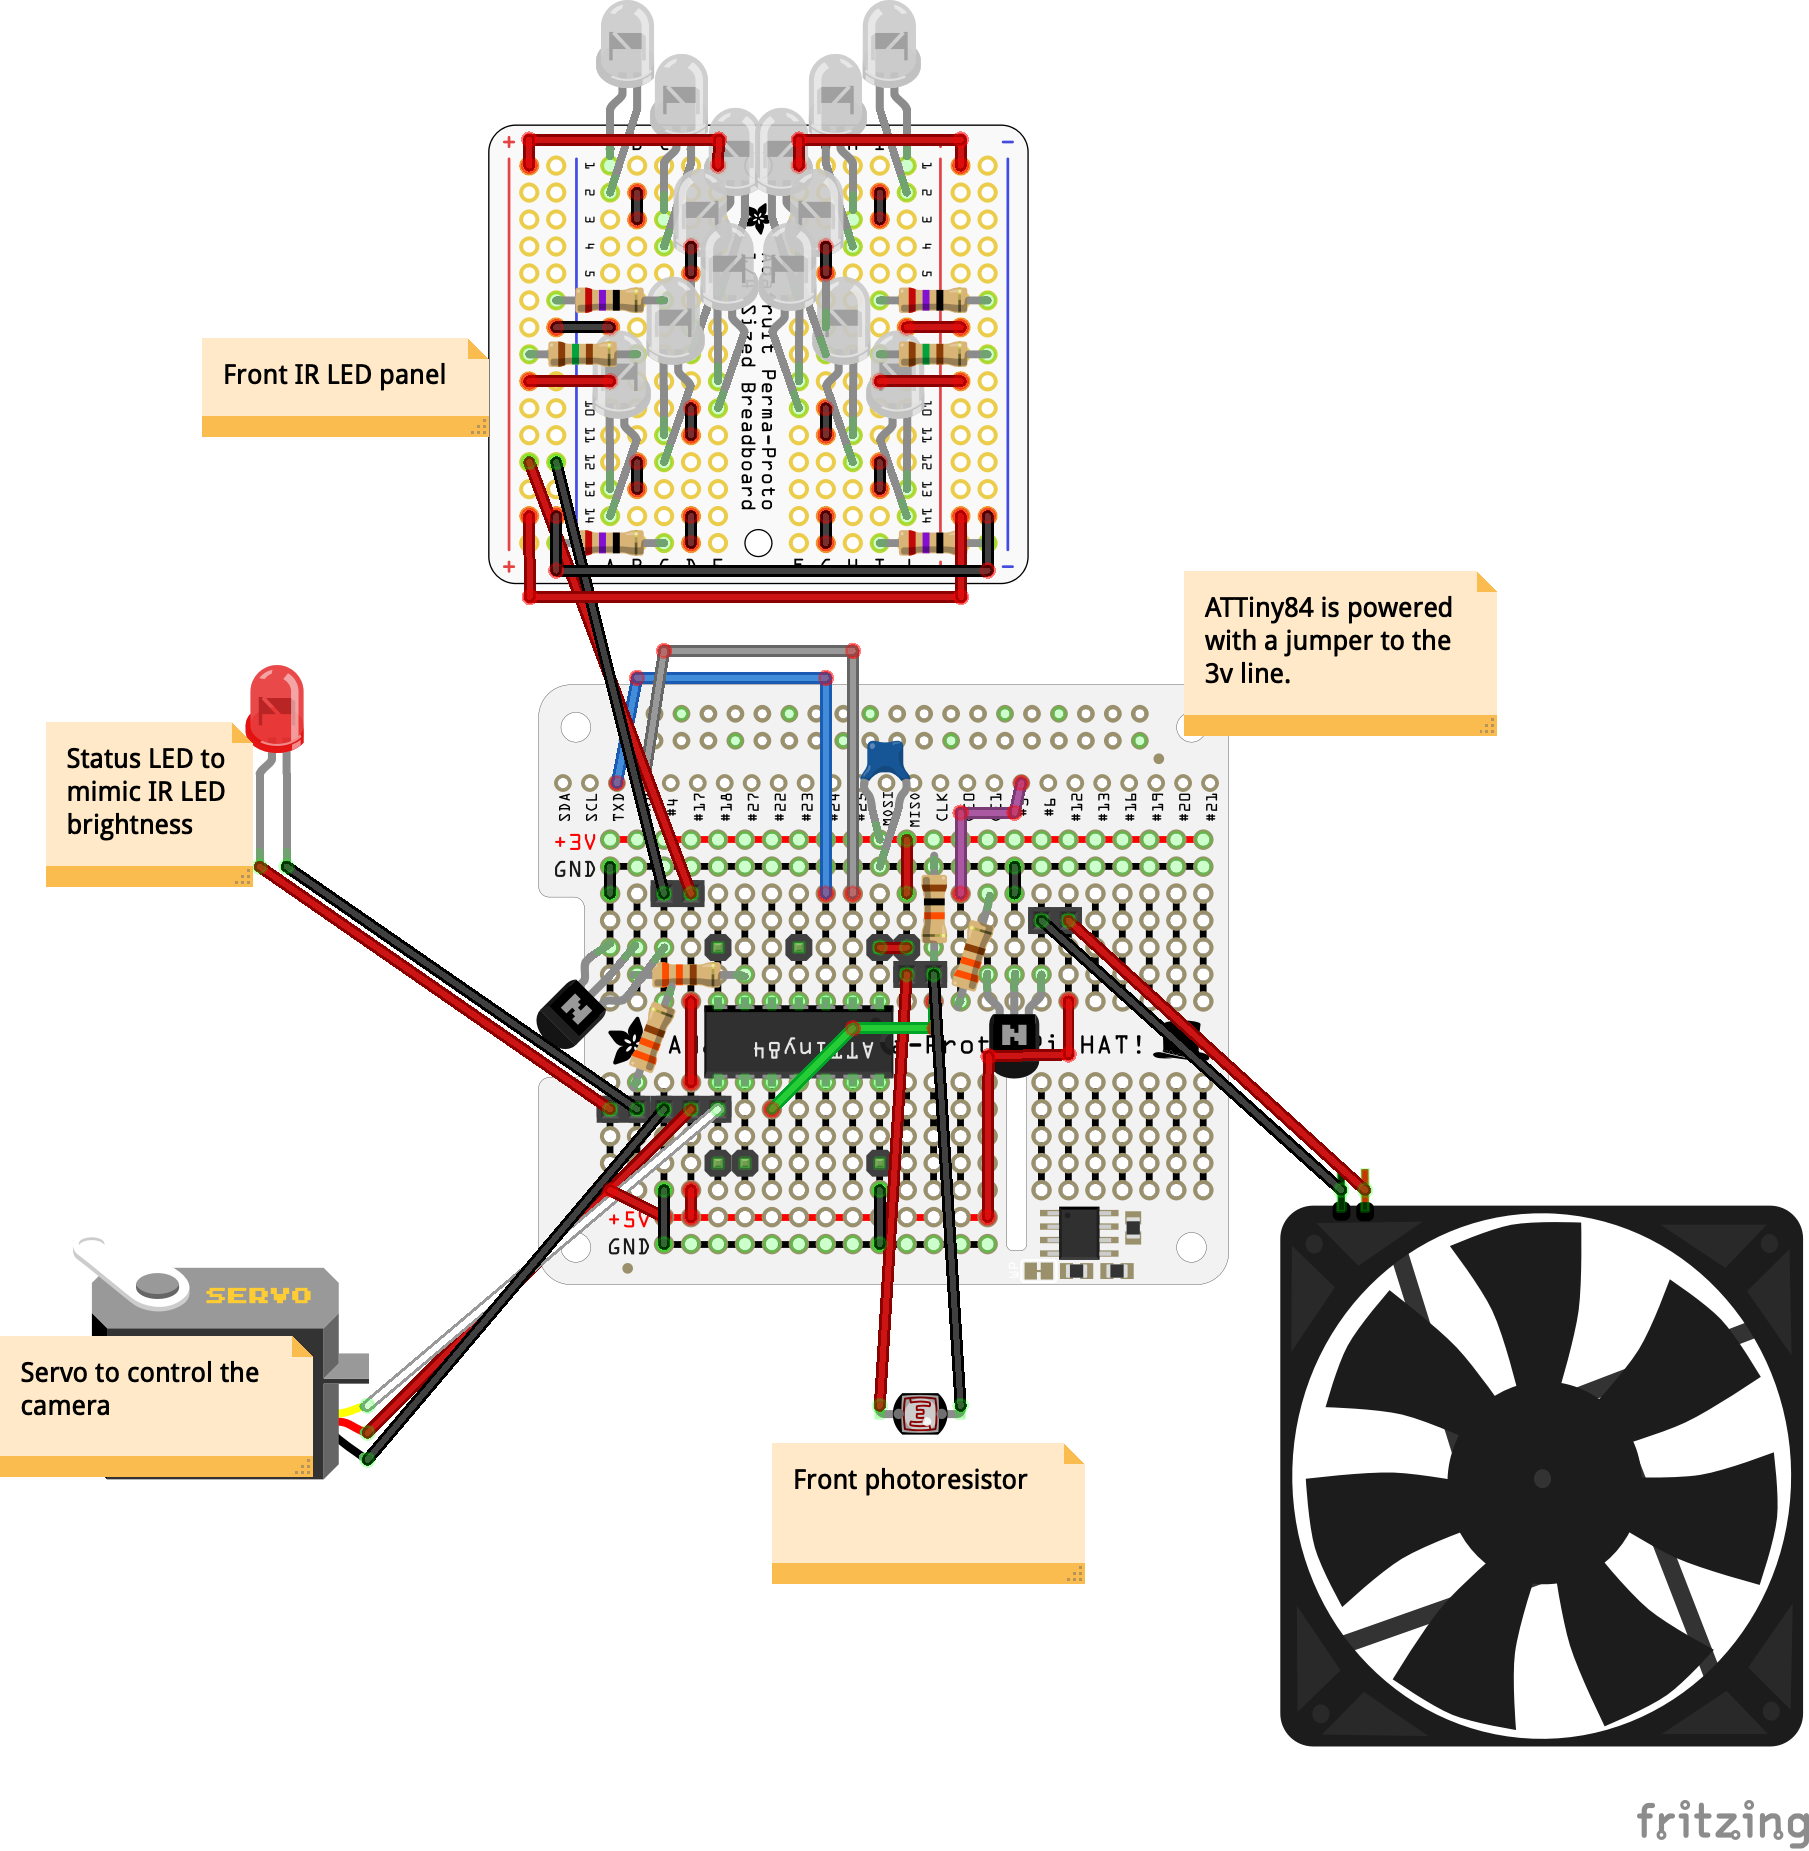 Front IR LED panel
ruit Perma-Proto
Sized Breadboard
ATTiny84 is powered
with a jumper to the
3v line.
Status LED to
mimic IR LED
brightness
SDA
SCL
TXD
#4
#17
#18
#27
#22
#23
#24
#25
MOSI
MISO
CLK
#6
#12
#13
#16
#19
#20
#21
+3V
GND
ATTiny84
HAT!
+5V
GND
SERVO
Servo to control the
camera
Front photoresistor
fritzing